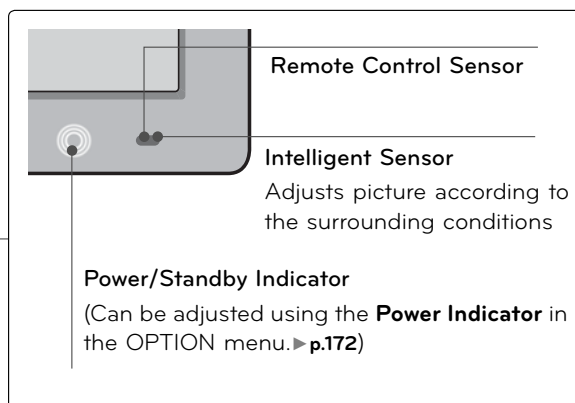 Remote Control Sensor
Intelligent Sensor
Adjusts picture according to
the surrounding conditions
Power/Standby Indicator
(Can be adjusted using the Power Indicator in
the OPTION menu.►p.172)